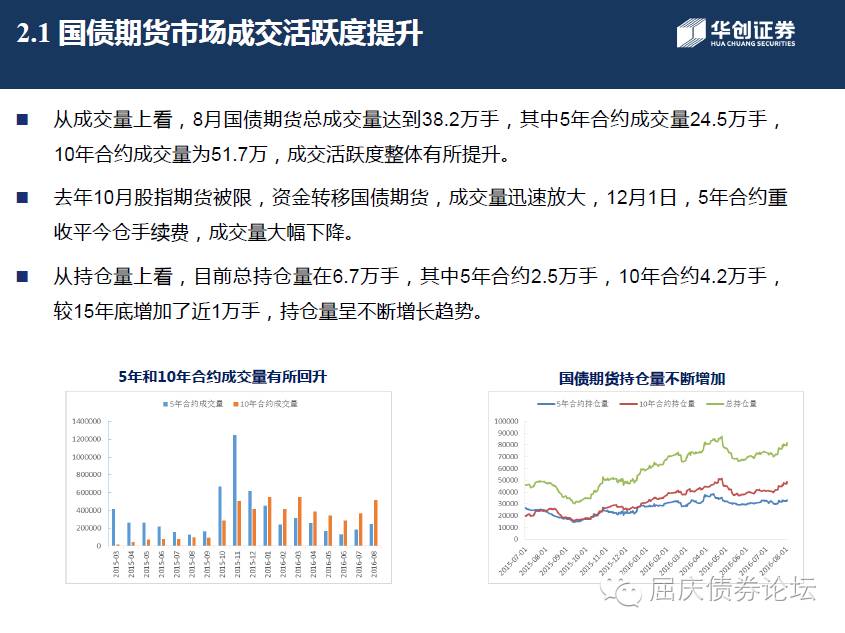 2.1 国债期货市场成交活跃度提升
华创证券
HUA CHUANG SECURITIES
从成交量上看，8月国债期货总成交量达到38.2万手，其中5年合约成交量24.5万手，
10年合约成交量为51.7万，成交活跃度整体有所提升。
去年10月股指期货被限，资金转移国债期货，成交量迅速放大，12月1日，5年合约重
收平今仓手续费，成交量大幅下降。
从持仓量上看，目前总持仓量在6.7万手，其中5年合约2.5万手，10年合约4.2万手，
较15年底增加了近1万手，持仓量呈不断增长趋势。
5年和10年合约成交量有所回升
5年合约成交量 10年合约成交量
1400000
1200000
1000000
800000
600000
400000
200000
0
2015-03 2015-04 2015-05 2015-06 2015-07 2015-08 2015-09 2015-10 2015-11 2015-12 2016-01 2016-02 2016-03 2016-04 2016-05 2016-06 2016-07 2016-08
国债期货持仓量不断增加
5年合约持仓量 10年合约持仓量 总持仓量
100000
90000
80000
70000
60000
50000
40000
30000
20000
10000
0
2015-07-01 2015-08-01 2015-09-01 2015-10-01 2015-11-01 2015-12-01 2016-01-01 2016-02-01 2016-03-01 2016-04-01 2016-05-01 2016-06-01 2016-07-01 2016-08-01
屈庆债券论坛